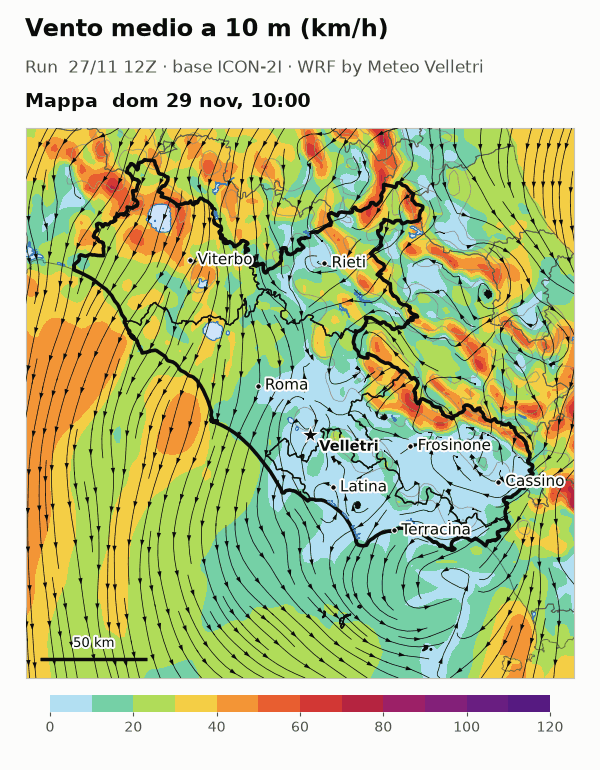 Vento medio a 10 m (km/h)
Run  27/11 12Z · base ICON-2I · WRF by Meteo Velletri
Mappa  dom 29 nov, 10:00
Viterbo
Rieti
Roma
Velletri
Frosinone
Cassino
Latina
Terracina
50 km
0 20 40 60 80 100 120